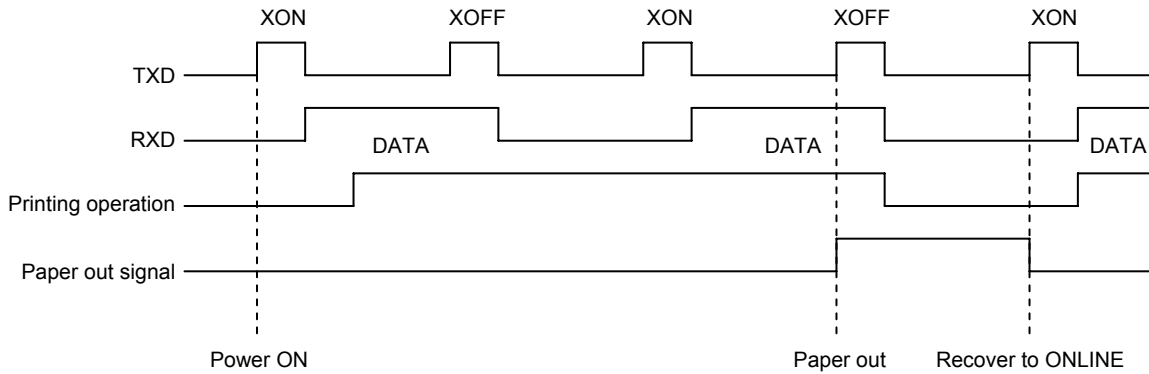 XON XOFF XON XOFF XON
TXD
RXD
DATA DATA DATA
Printing operation
Paper out signal
Power ON Paper out Recover to ONLINE